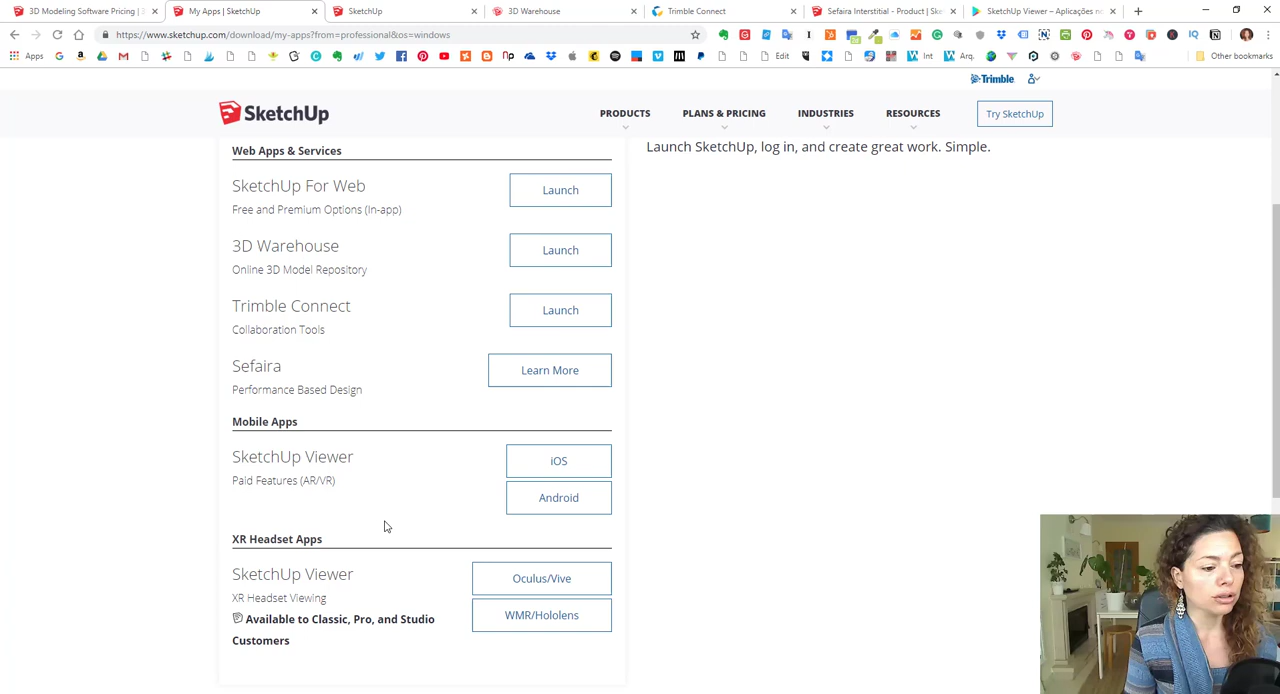 3D Modeling Software Pricing | S
My Apps | SketchUp
SketchUp
3D Warehouse
Trimble Connect
Sefaira Interstitial - Product | Ske
SketchUp Viewer – Aplicações no
https://www.sketchup.com/download/my-apps?from=professional&os=windows
Apps
Edit
Int
Arq.
Other bookmarks
Trimble
SketchUp
PRODUCTS
PLANS & PRICING
INDUSTRIES
RESOURCES
Try SketchUp
Web Apps & Services
Launch SketchUp, log in, and create great work. Simple.
SketchUp For Web
Launch
Free and Premium Options (In-app)
3D Warehouse
Launch
Online 3D Model Repository
Trimble Connect
Launch
Collaboration Tools
Sefaira
Learn More
Performance Based Design
Mobile Apps
SketchUp Viewer
iOS
Paid Features (AR/VR)
Android
XR Headset Apps
SketchUp Viewer
Oculus/Vive
XR Headset Viewing
WMR/Hololens
Available to Classic, Pro, and Studio
Customers